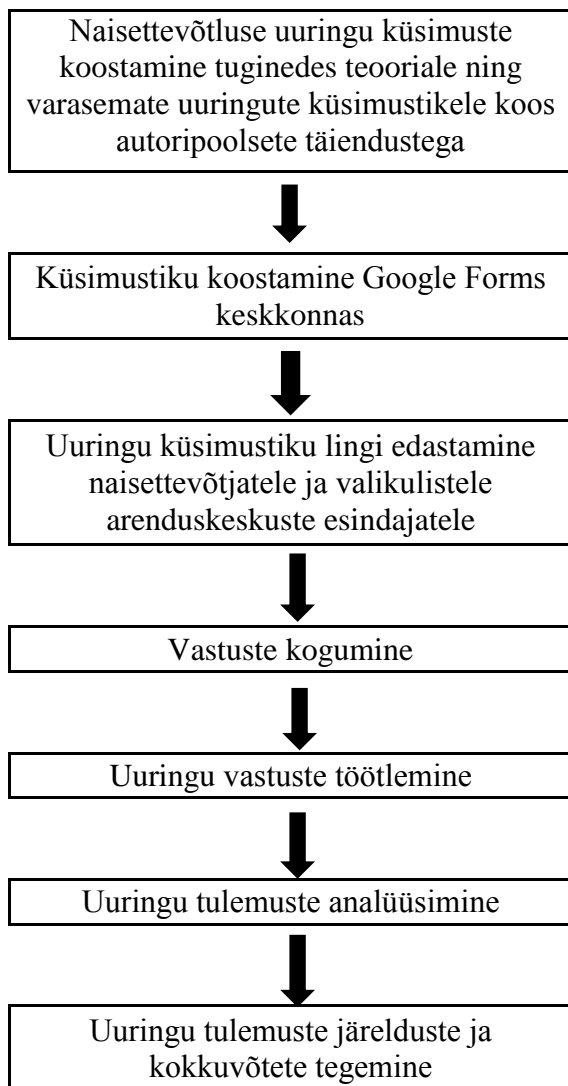 Naisettevõtluse uuringu küsimuste
koostamine tuginedes teooriale ning
varasemate uuringute küsimustikele koos
autoripoolsete täiendustega
Küsimustiku koostamine Google Forms
keskkonnas
Uuringu küsimustiku lingi edastamine
naisettevõtjatele ja valikulistele
arenduskeskuste esindajatele
Vastuste kogumine
Uuringu vastuste töötlemine
Uuringu tulemuste analüüsimine
Uuringu tulemuste järelduste ja
kokkuvõtete tegemine